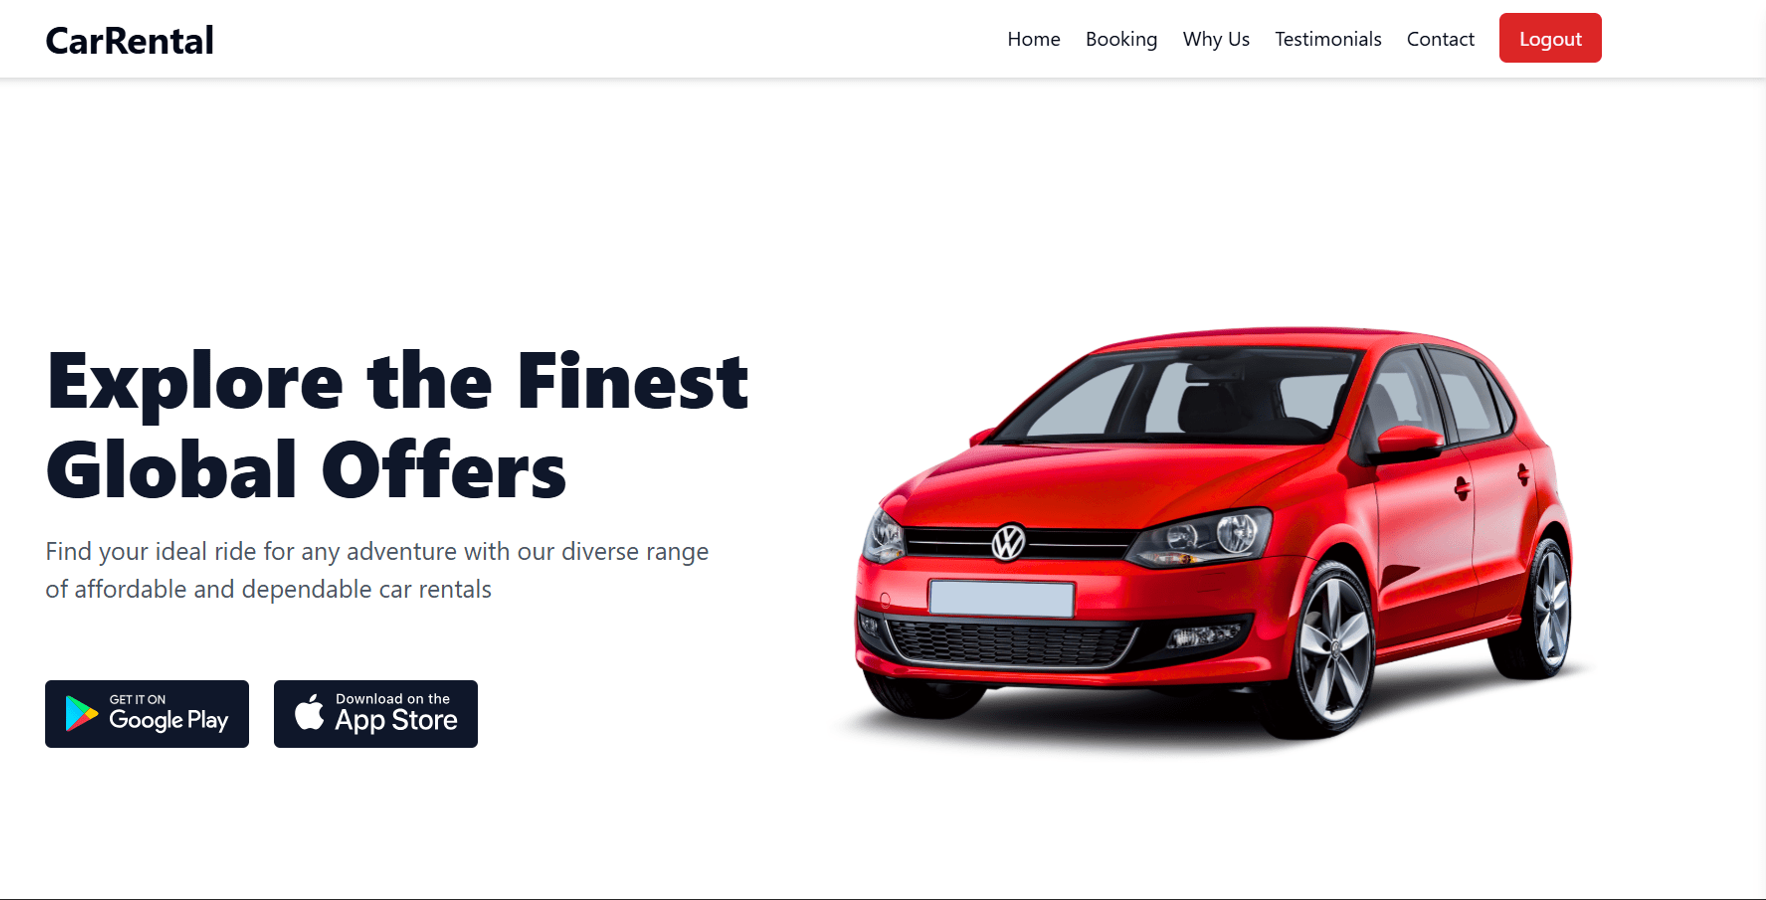 CarRental
Home Booking Why Us Testimonials Contact Logout
Explore the Finest
Global Offers
Find your ideal ride for any adventure with our diverse range
of affordable and dependable car rentals
GET IT ON
Google Play
Download on the
App Store